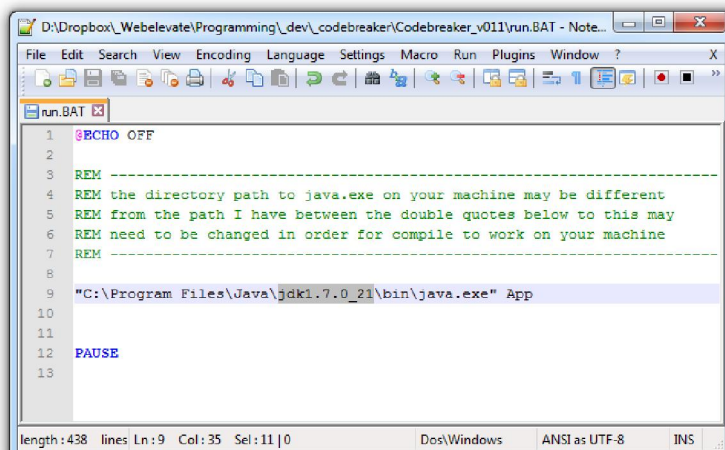 D:\Dropbox\_Webelevate\Programming\_dev\_codebreaker\Codebreaker_v011\run.BAT - Note...
File Edit Search View Encoding Language Settings Macro Run Plugins Window ? X
run.BAT
1 @ECHO OFF
2
3 REM ----------------------------------------------------------------------
4 REM the directory path to java.exe on your machine may be different
5 REM from the path I have between the double quotes below to this may
6 REM need to be changed in order for compile to work on your machine
7 REM ----------------------------------------------------------------------
8
9 "C:\Program Files\Java\jdk1.7.0_21\bin\java.exe" App
10
11
12 PAUSE
13
length : 438 lines Ln : 9 Col : 35 Sel : 11 | 0 Dos\Windows ANSI as UTF-8 INS